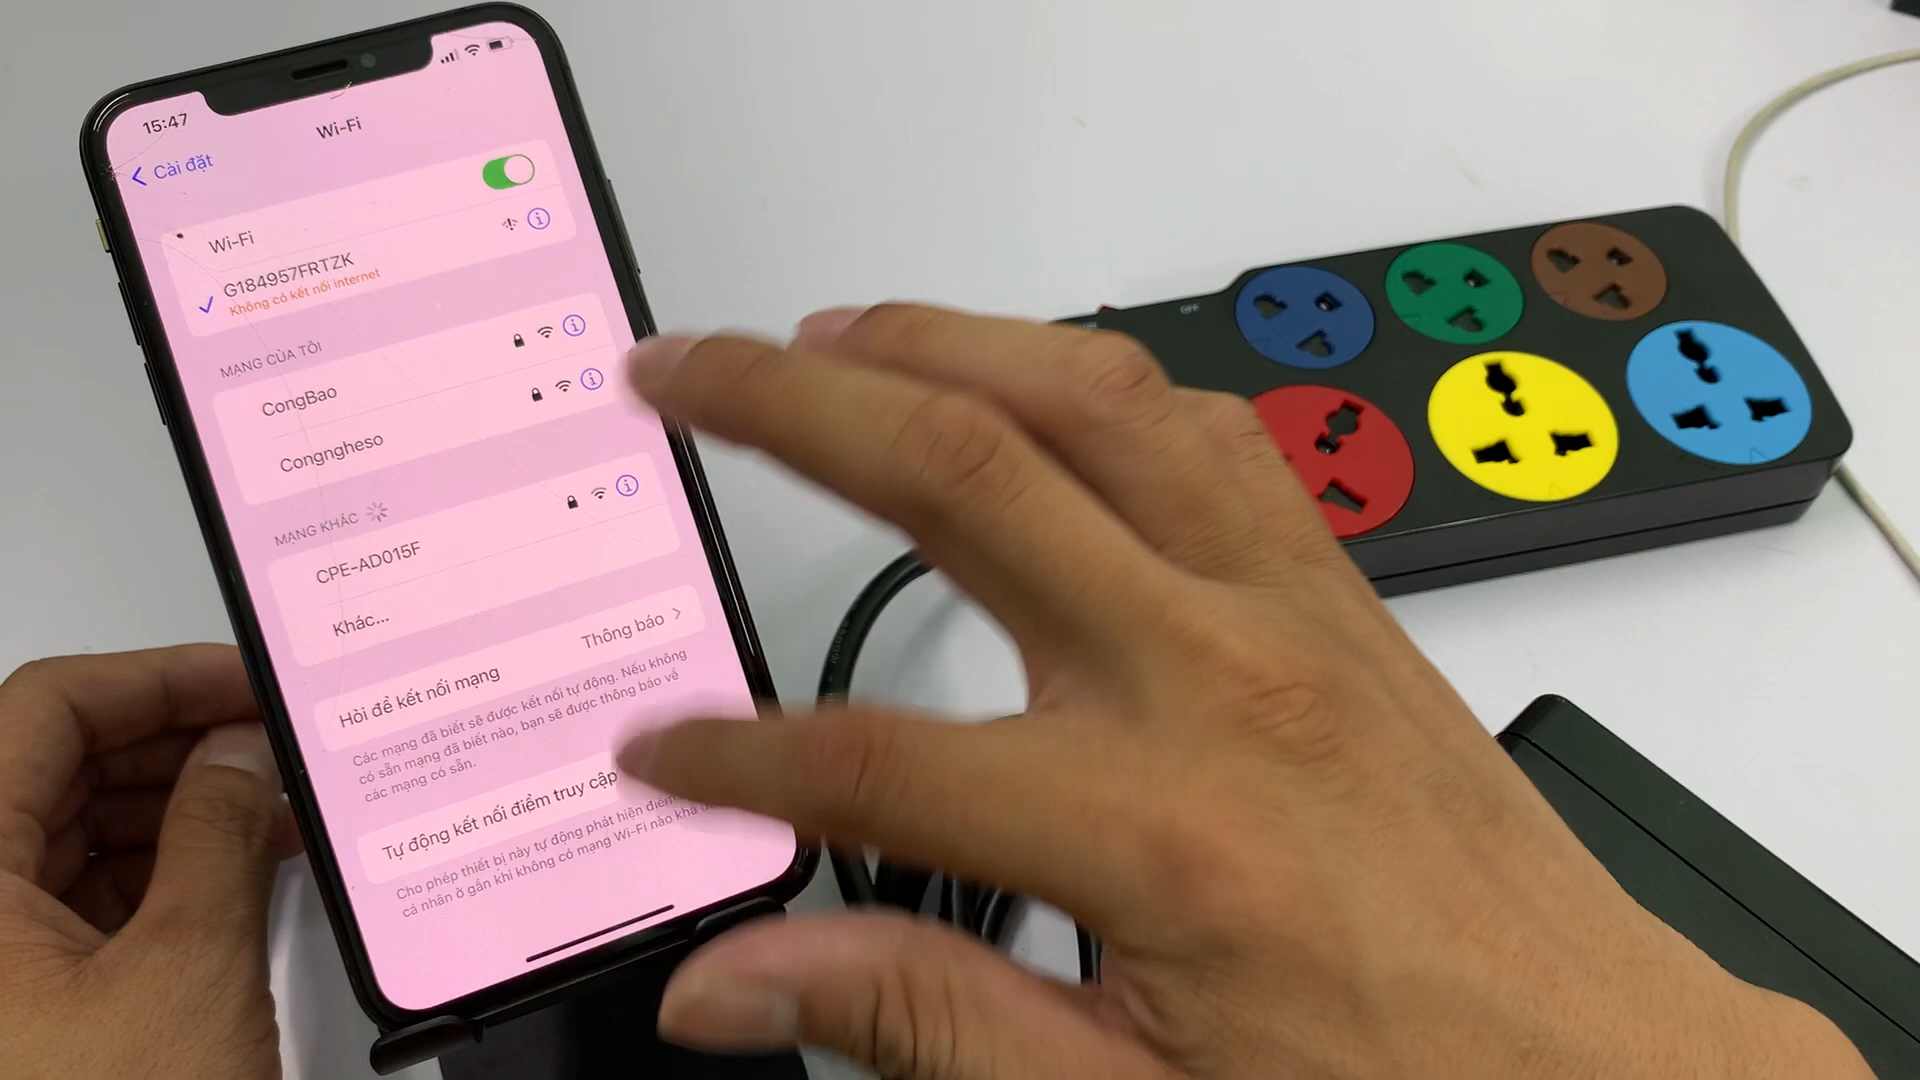 15:47
Wi-Fi
Cài đặt
Wi-Fi
G184957FRTZK
Không có kết nối internet
MẠNG CỦA TÔI
CongBao
Congngheso
MẠNG KHÁC
CPE-AD015F
Khác...
Hỏi để kết nối mạng
Thông báo
Các mạng đã biết sẽ được kết nối tự động. Nếu không
có sẵn mạng đã biết nào, bạn sẽ được thông báo về
các mạng có sẵn.
Tự động kết nối điểm truy cập
Cho phép thiết bị này tự động phát hiện điểm
cá nhân ở gần khi không có mạng Wi-Fi nào khả
OFF